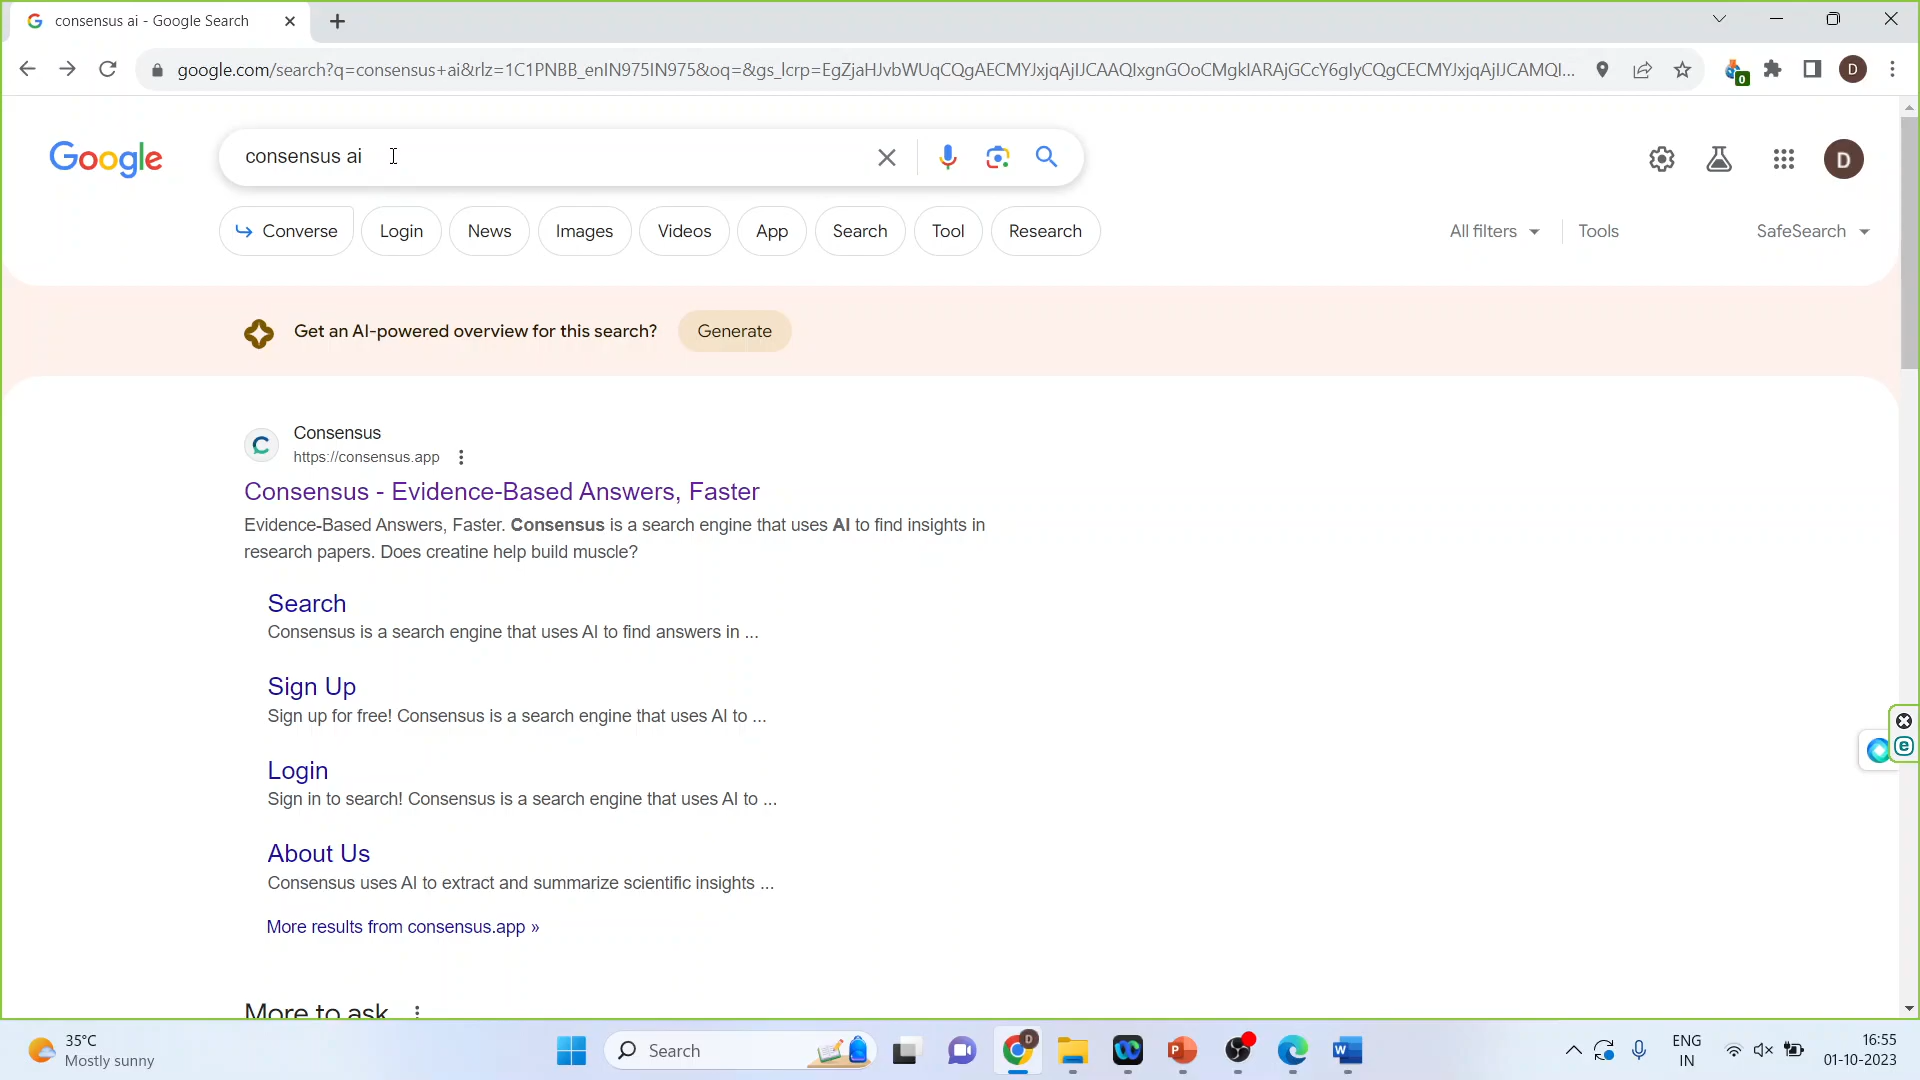 consensus ai - Google Search
google.com/search?q=consensus+ai&rlz=1C1PNBB_enIN975IN975&oq=&gs_lcrp=
0
D
Google
consensus ai
D
Converse
Login
News
Images
Videos
App
Search
Tool
Research
All filters
Tools
SafeSearch
Get an AI-powered overview for this search?
Generate
Consensus
https://consensus.app
Consensus - Evidence-Based Answers, Faster
Evidence-Based Answers, Faster. Consensus is a search engine that uses AI to find insights in
research papers. Does creatine help build muscle?
Search
Consensus is a search engine that uses AI to find answers in ...
Sign Up
Sign up for free! Consensus is a search engine that uses AI to ...
Login
Sign in to search! Consensus is a search engine that uses AI to ...
About Us
Consensus uses AI to extract and summarize scientific insights ...
More results from consensus.app »
More to ask
35°C
Mostly sunny
Search
D
ENG
IN
16:55
01-10-2023